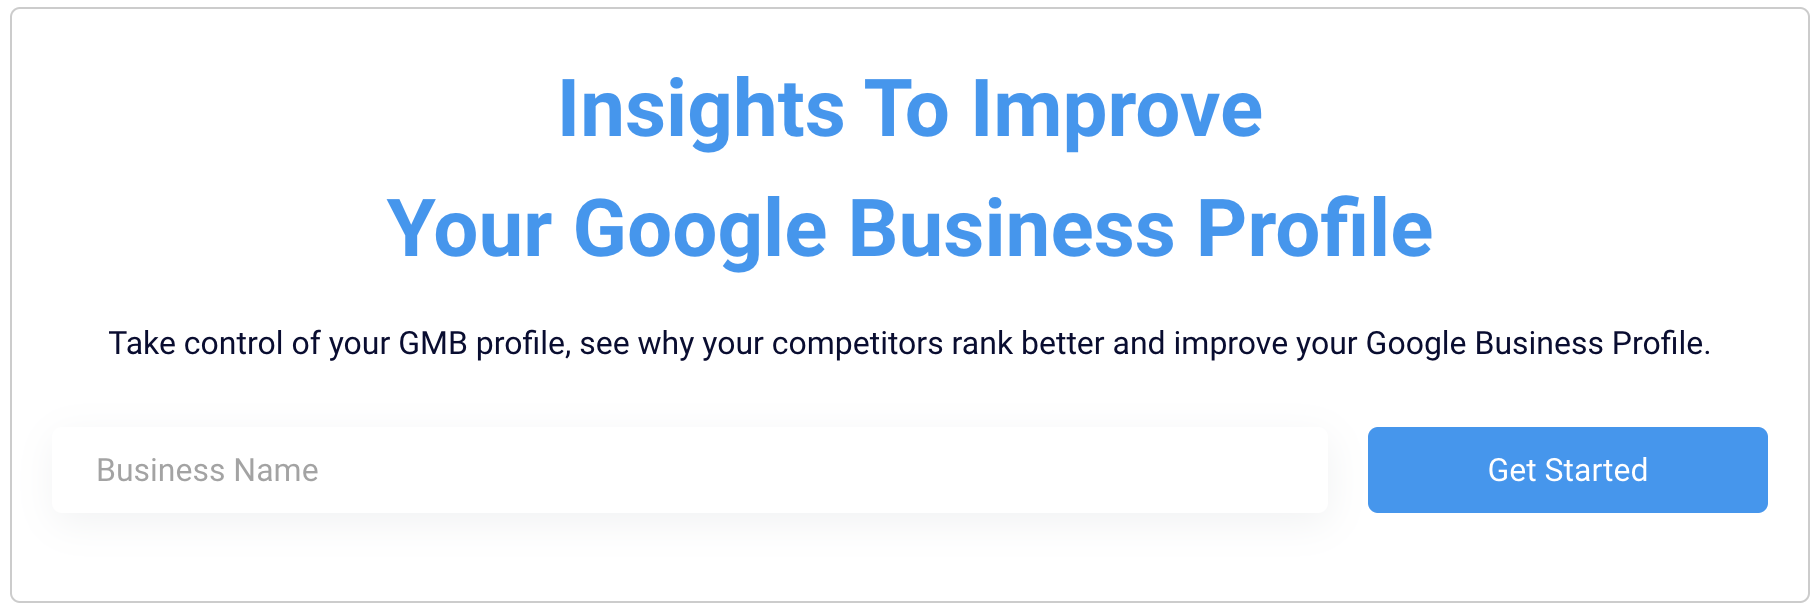 Insights To Improve
Your Google Business Profile
Take control of your GMB profile, see why your competitors rank better and improve your Google Business Profile.
Business Name
Get Started